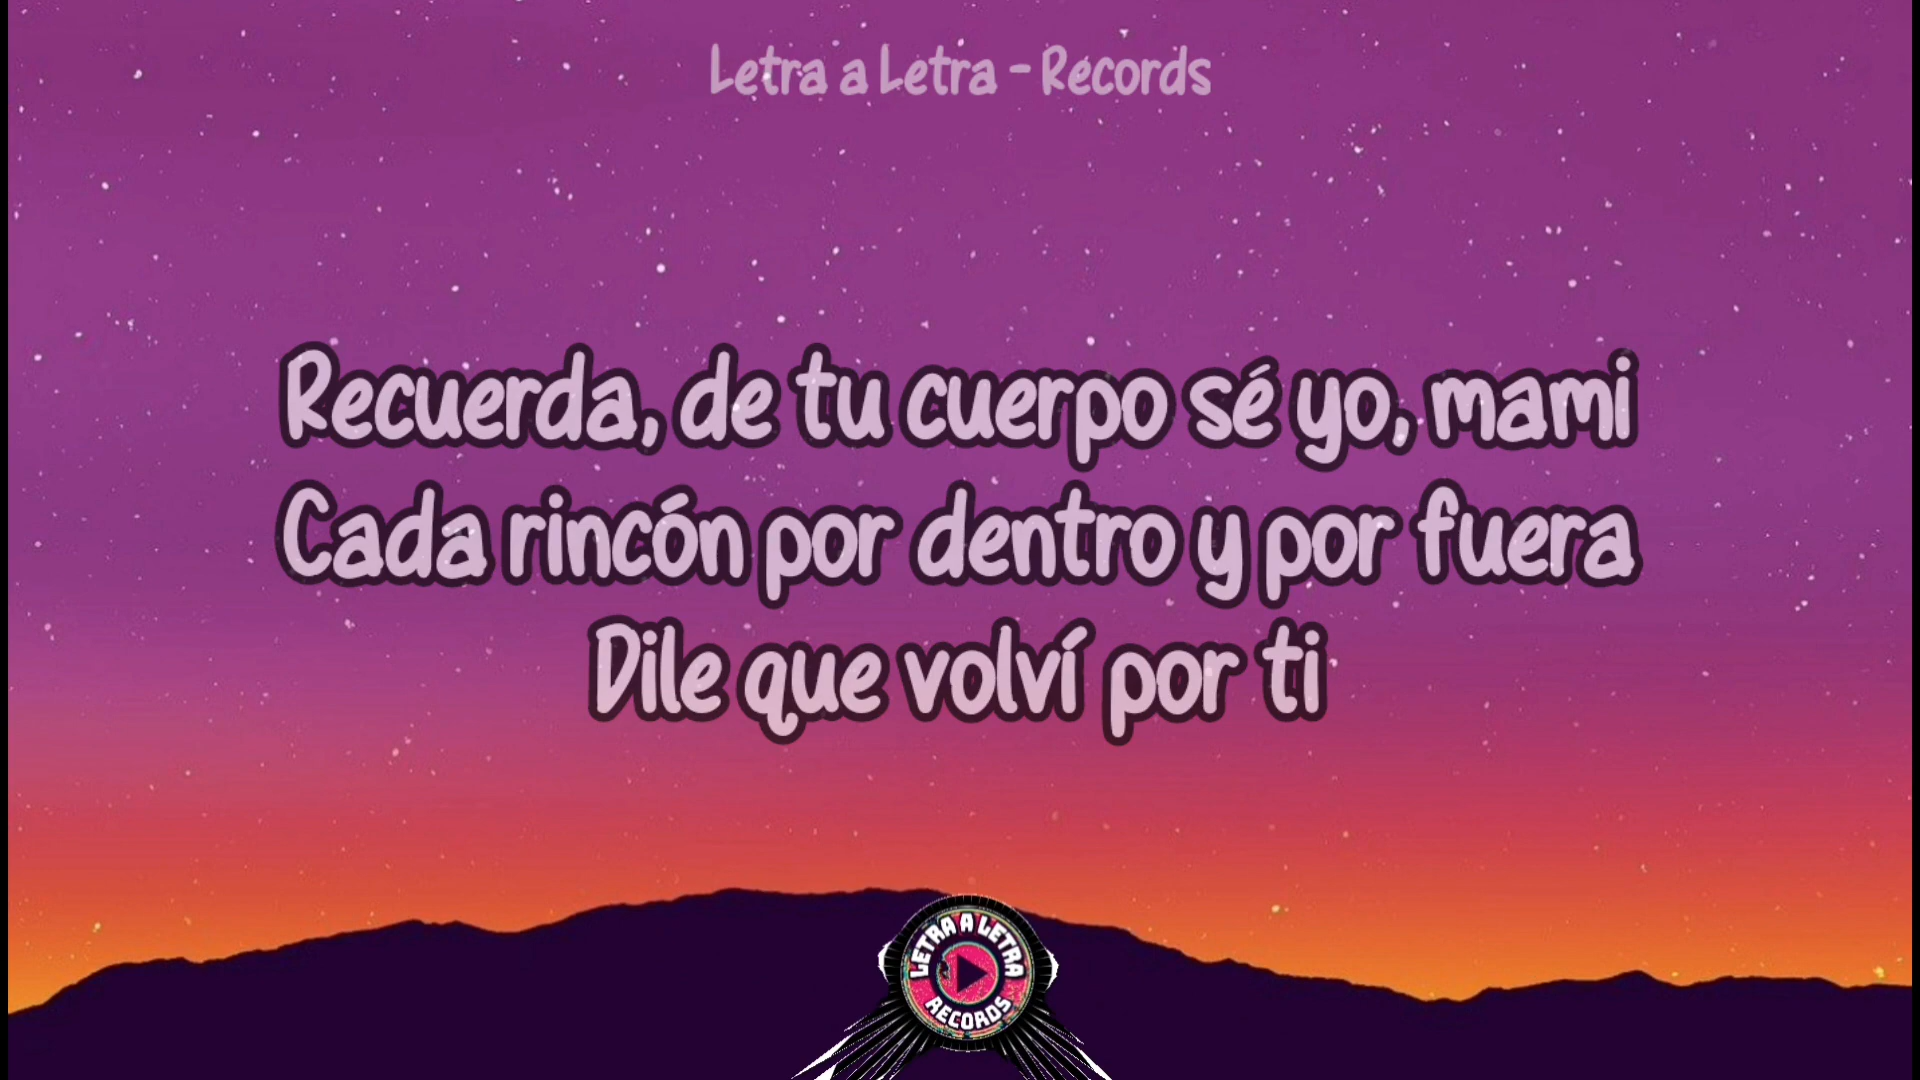 Letra a Letra - Records
Recuerda, de tu cuerpo sé yo, mami
Cada rincón por dentro y por fuera
Dile que volví por ti
LETRA A LETRA
RECORDS